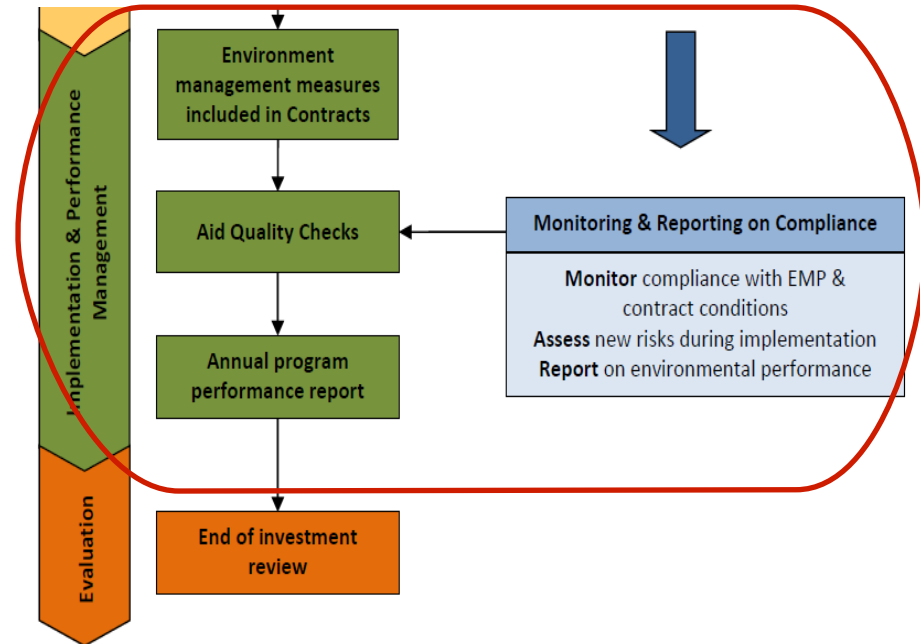 Implementation & Performance
Management
Evaluation
Environment
management measures
included in Contracts
Aid Quality Checks
Annual program
performance report
End of investment
review
Monitoring & Reporting on Compliance
Monitor compliance with EMP &
contract conditions
Assess new risks during implementation
Report on environmental performance